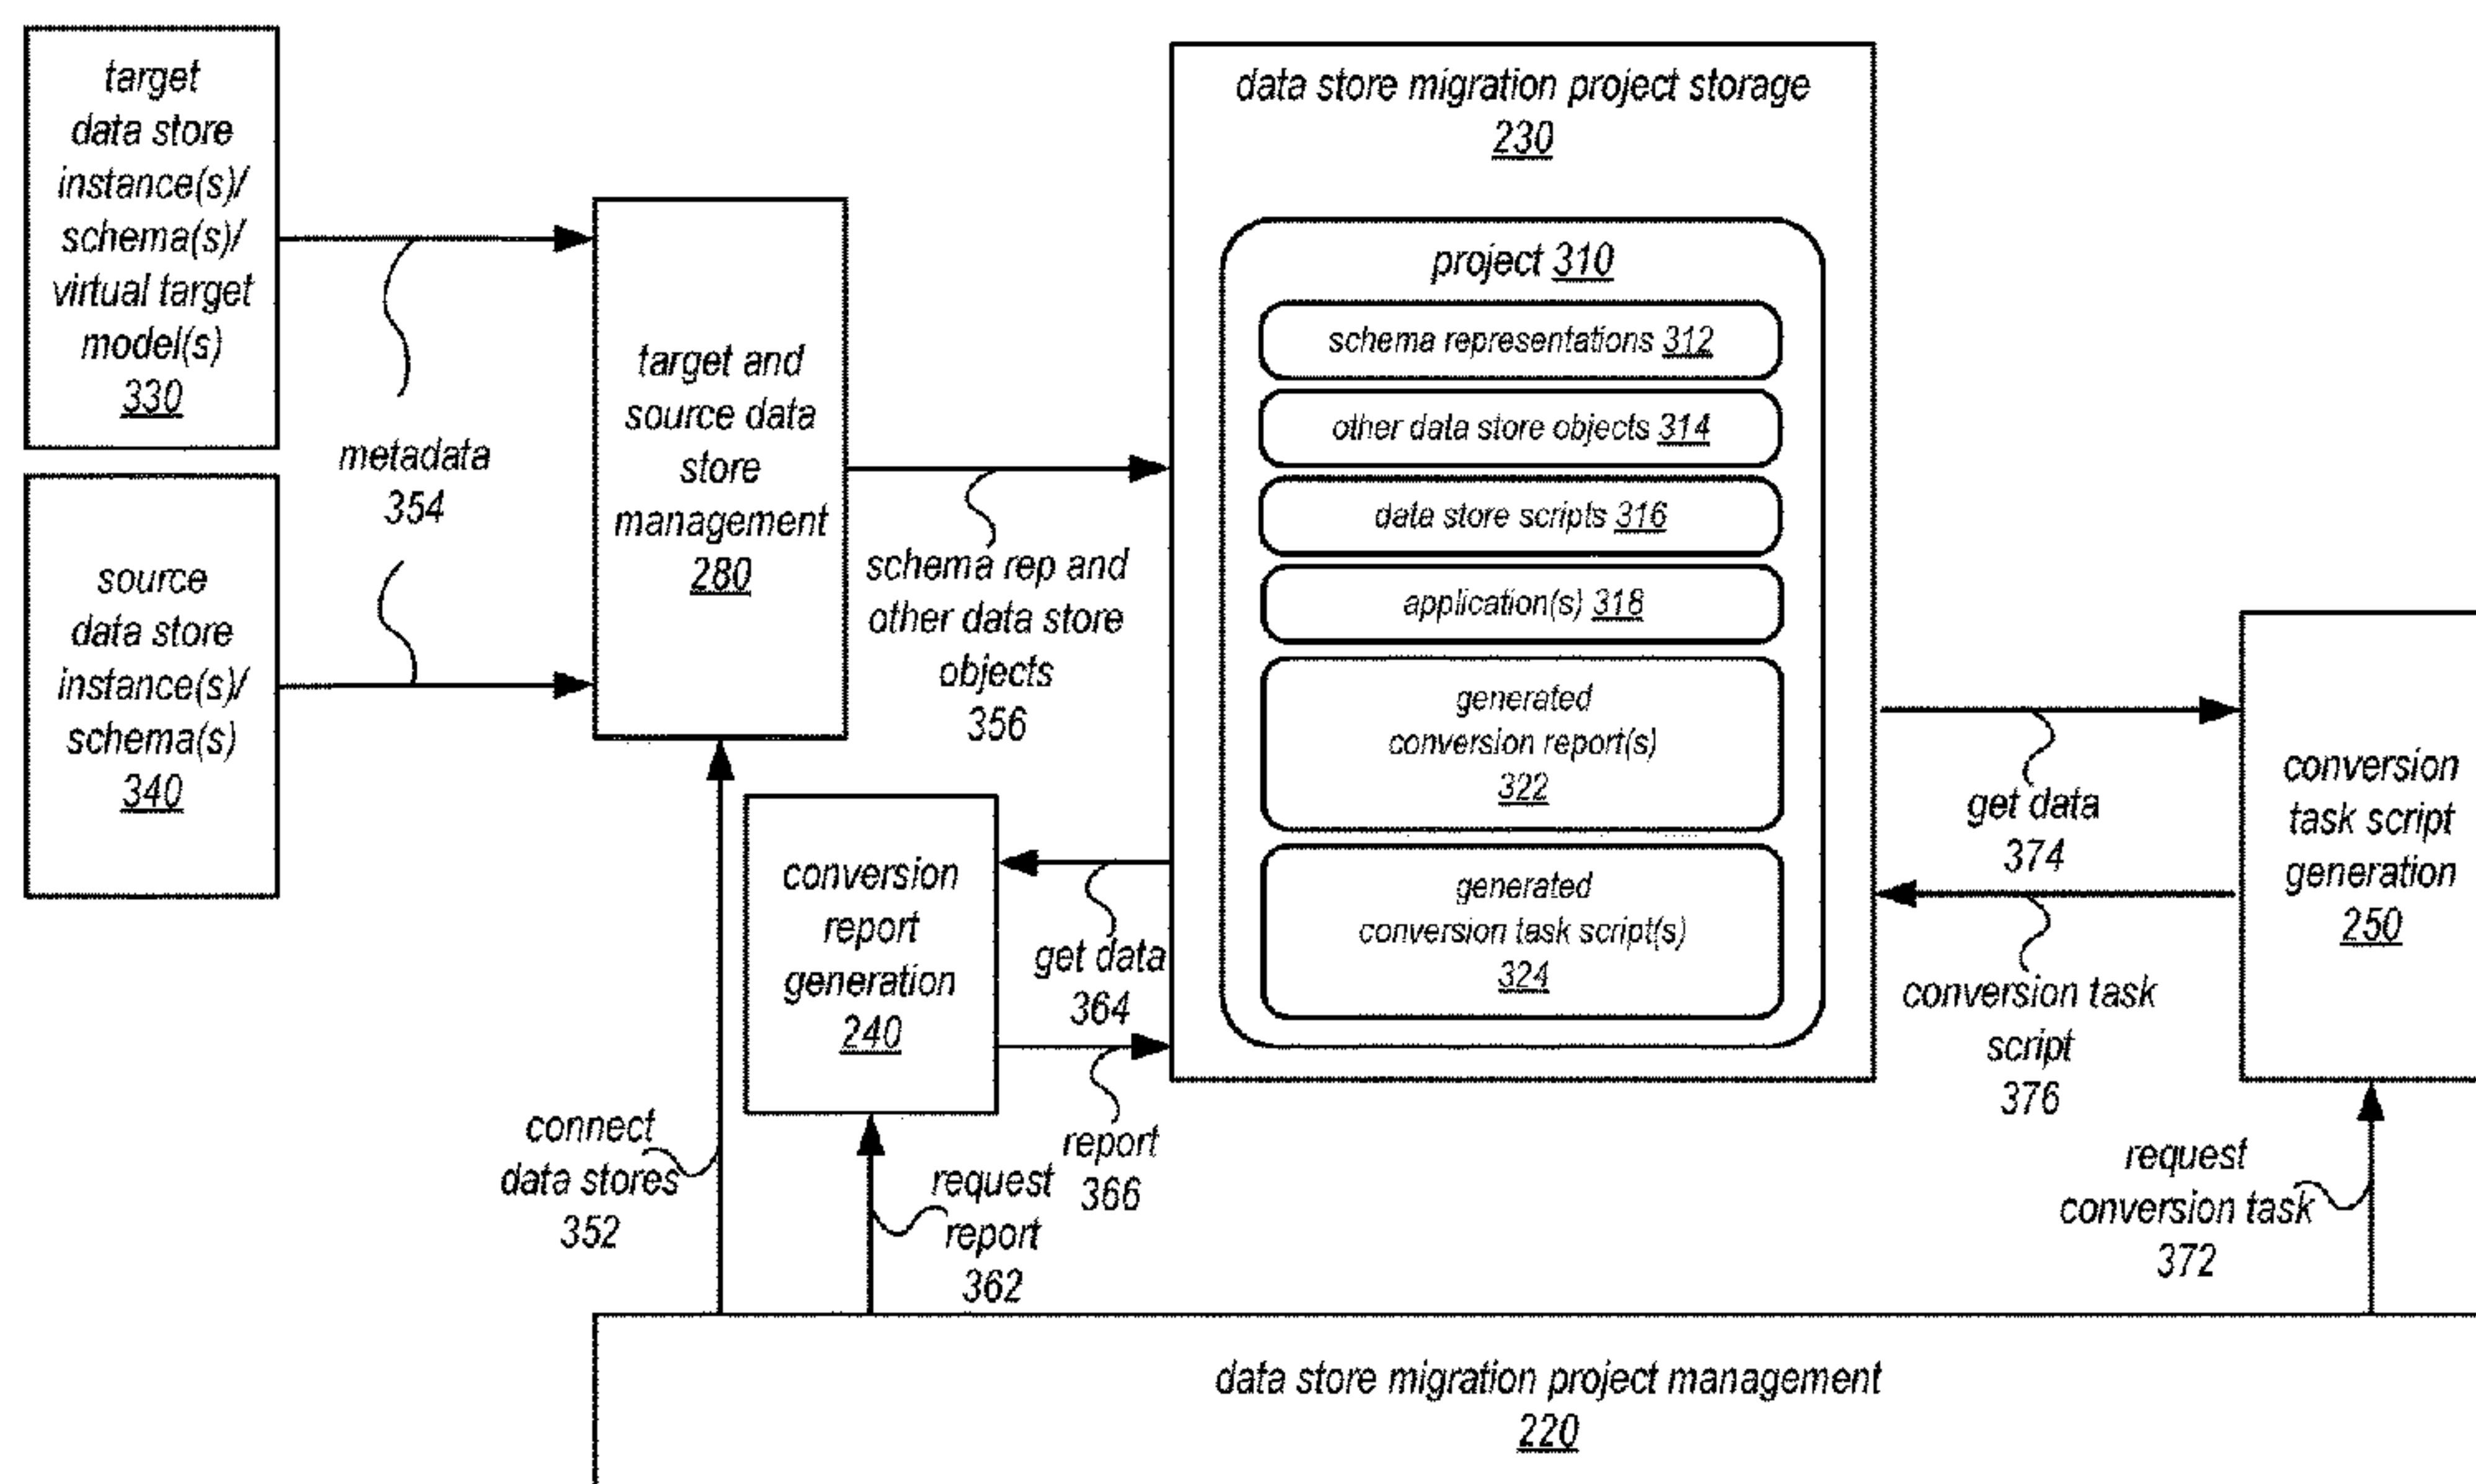 target
data store
instance(s)/
schema(s)/
virtual target
model(s)
330
source
data store
instance(s)/
schema(s)
340
metadata
354
target and
source data
store
management
280
schema rep and
other data store
objects
356
data store migration project storage
230
project 310
schema representations 312
other data store objects 314
data store scripts 316
application(s) 318
generated
conversion report(s)
322
generated
conversion task script(s)
324
conversion
report
generation
240
get data
364
report
366
connect
data stores
352
request
report
362
get data
374
conversion task
script
376
conversion
task script
generation
250
request
conversion task
372
data store migration project management
220